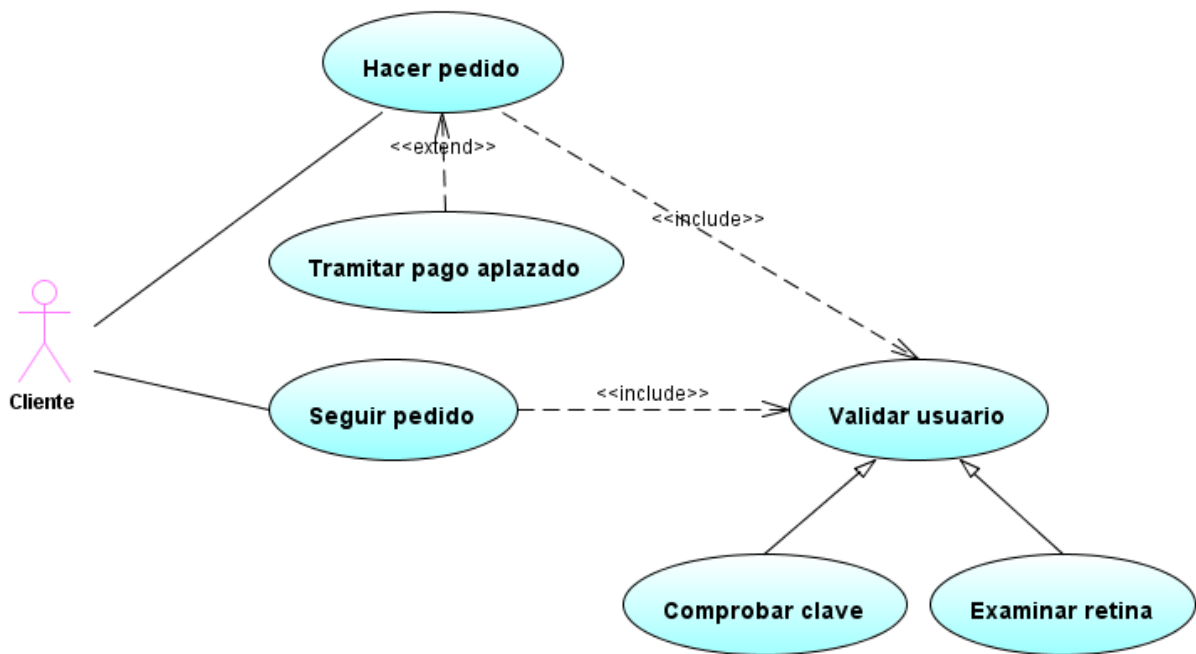 Hacer pedido
<<extend>>
<<include>>
Tramitar pago aplazado
Cliente
Seguir pedido
<<include>>
Validar usuario
Comprobar clave
Examinar retina